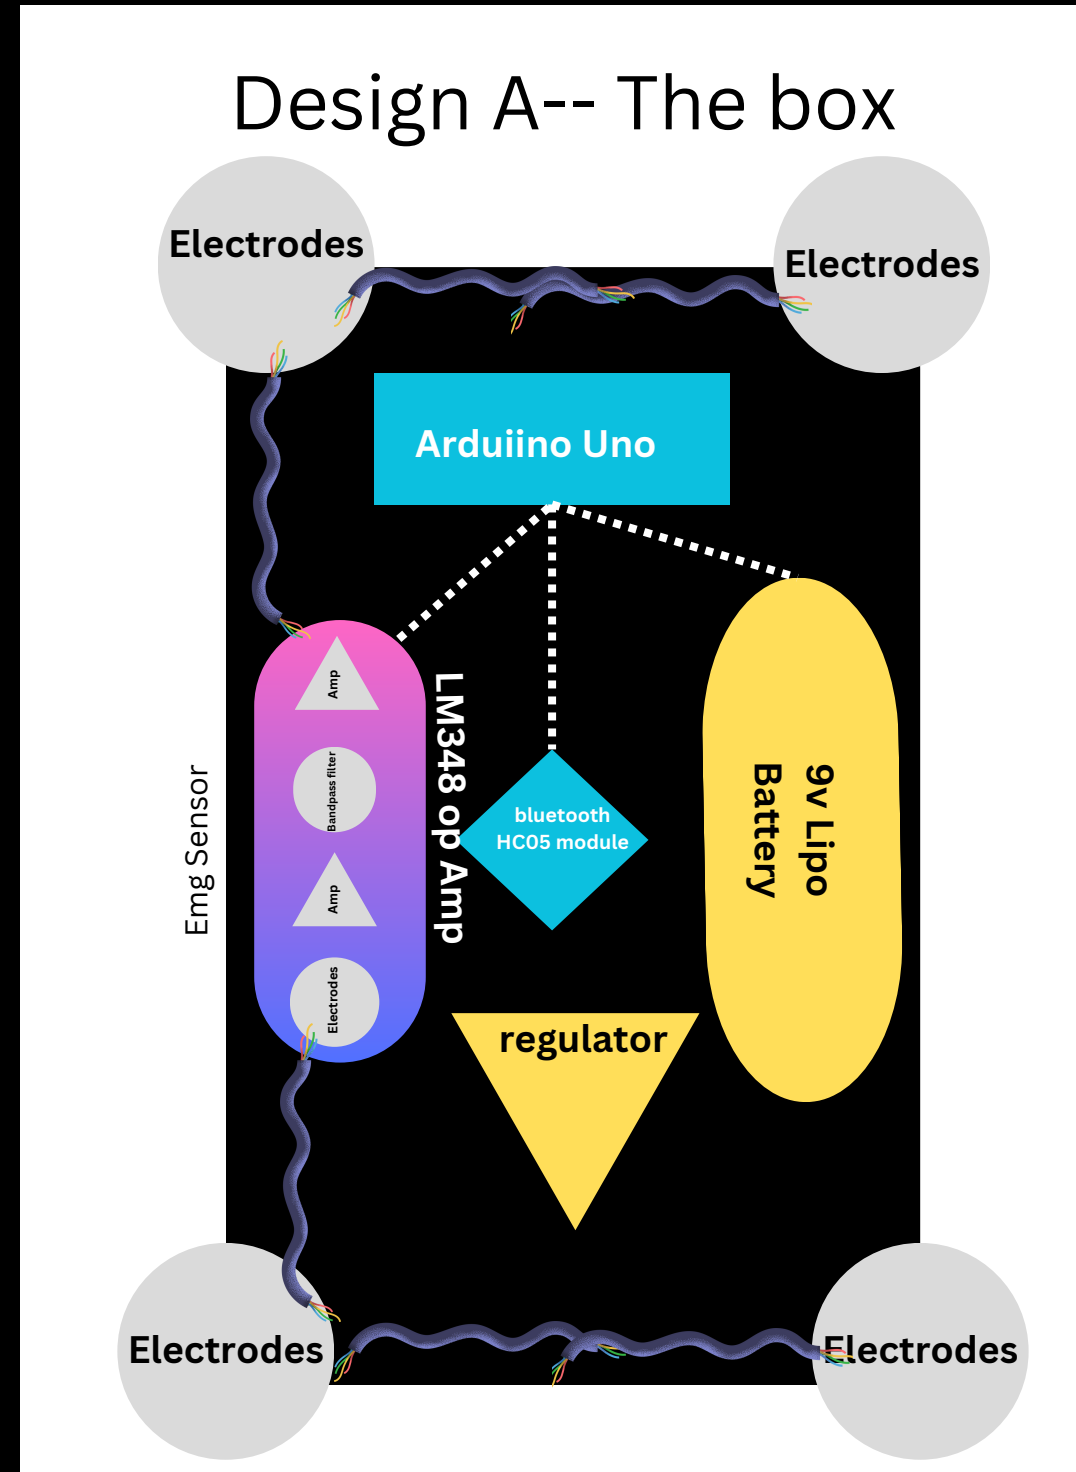 Design A-- The box
Electrodes
Electrodes
Arduiino Uno
Amp
Bandpass filter
Amp
Electrodes
Emg Sensor
LM348 op Amp
bluetooth
HC05 module
9v Lipo
Battery
regulator
Electrodes
Electrodes